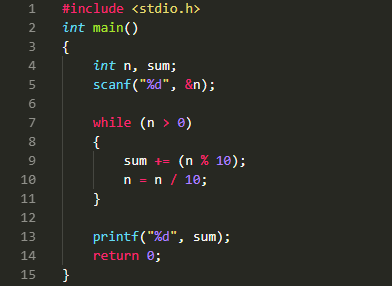 1 #include <stdio.h>
2 int main()
3 {
4     int n, sum;
5     scanf("%d", &n);
6
7     while (n > 0)
8     {
9         sum += (n % 10);
10         n = n / 10;
11     }
12
13     printf("%d", sum);
14     return 0;
15 }